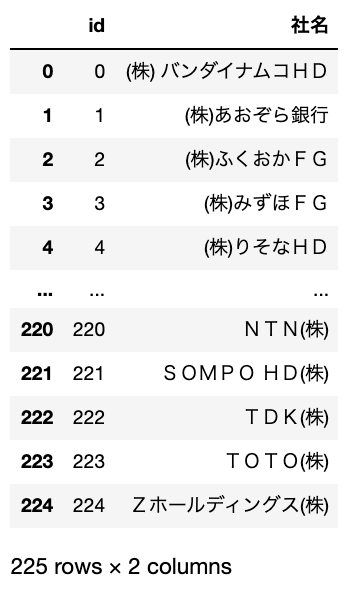 id 社名
0 0 (株) バンダイナムコＨＤ
1 1 (株)あおぞら銀行
2 2 (株)ふくおかＦＧ
3 3 (株)みずほＦＧ
4 4 (株)りそなＨＤ
... ... ...
220 220 ＮＴＮ(株)
221 221 ＳＯＭＰＯ ＨＤ(株)
222 222 ＴＤＫ(株)
223 223 ＴＯＴＯ(株)
224 224 Ｚホールディングス(株)
225 rows × 2 columns